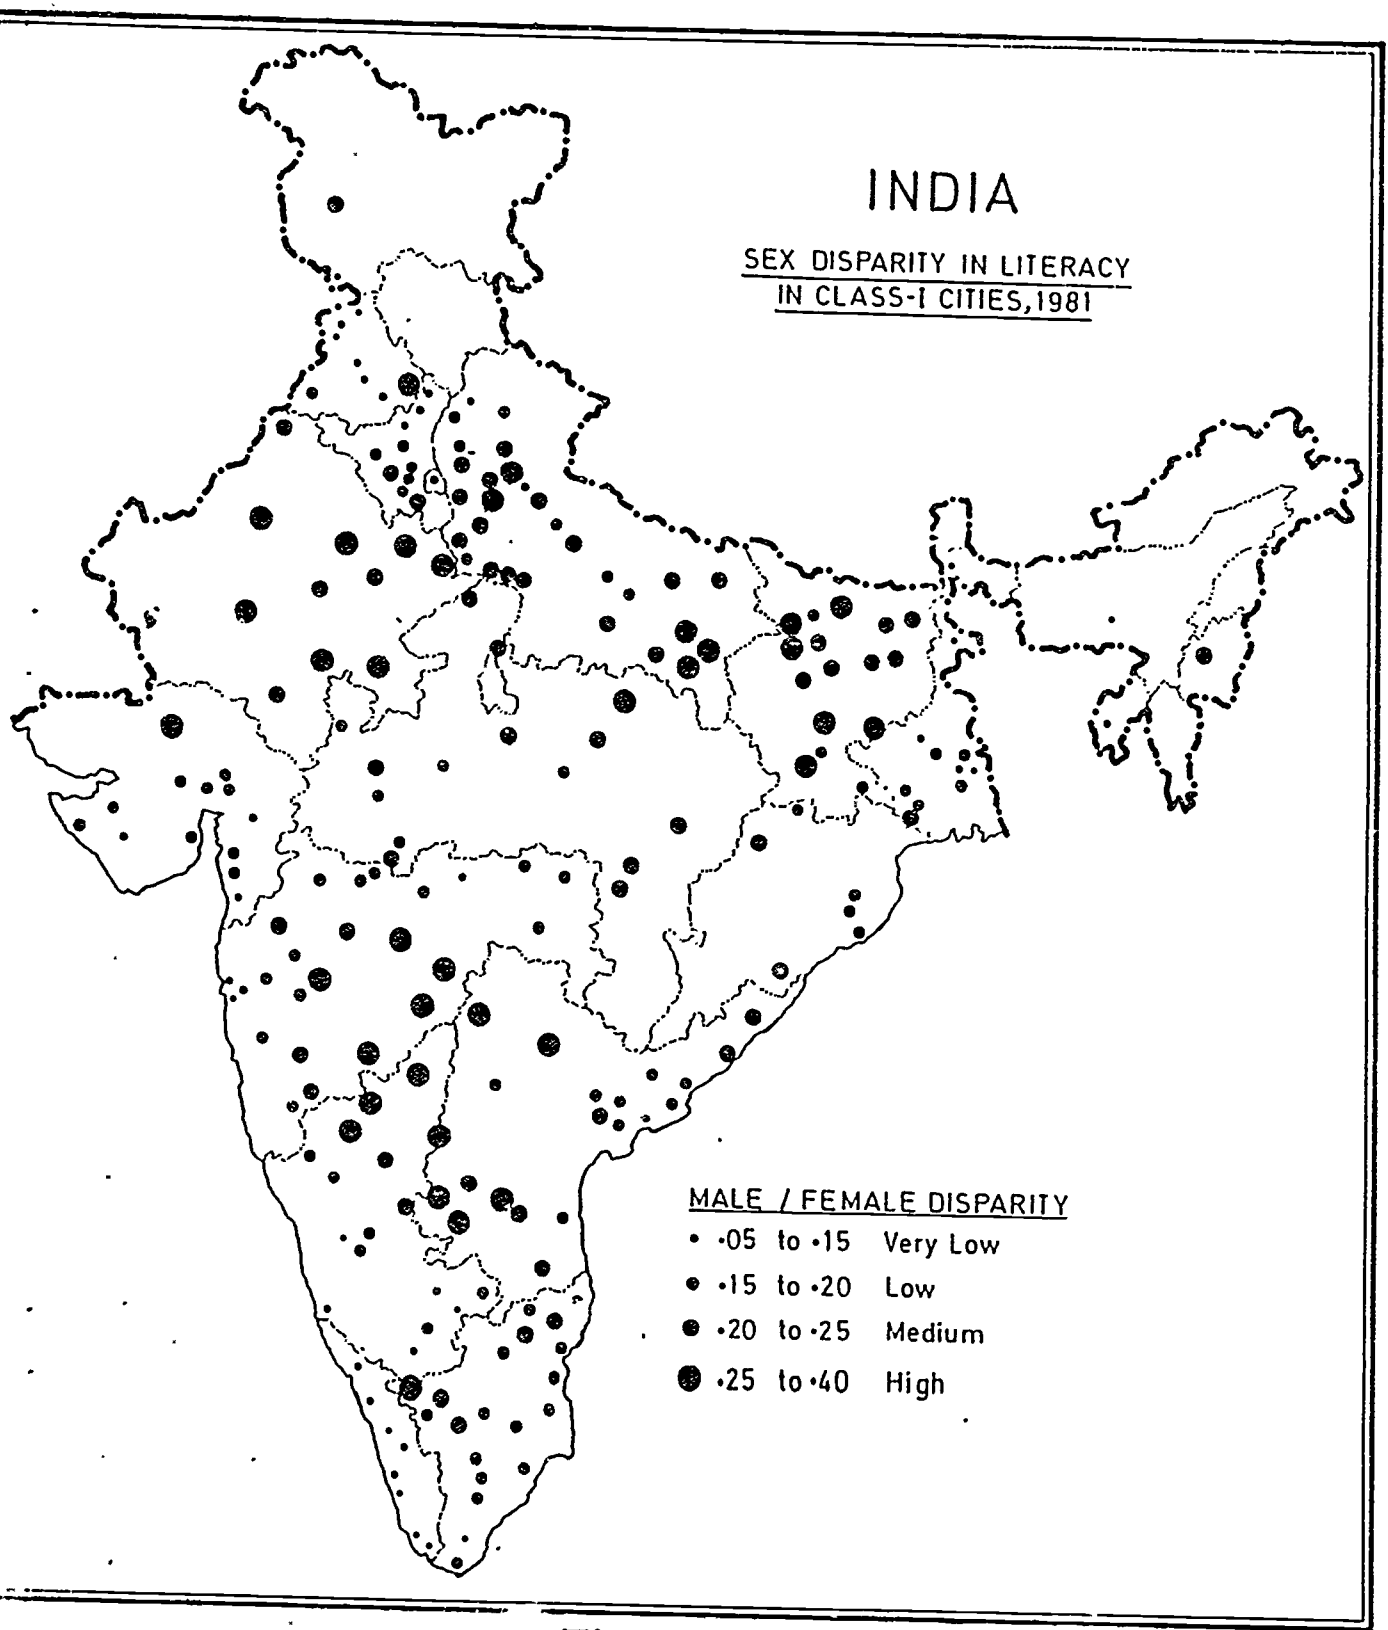 INDIA
SEX DISPARITY IN LITERACY
IN CLASS-I CITIES,1981
MALE / FEMALE DISPARITY
·05 to ·15 Very Low
·15 to ·20 Low
·20 to ·25 Medium
·25 to ·40 High